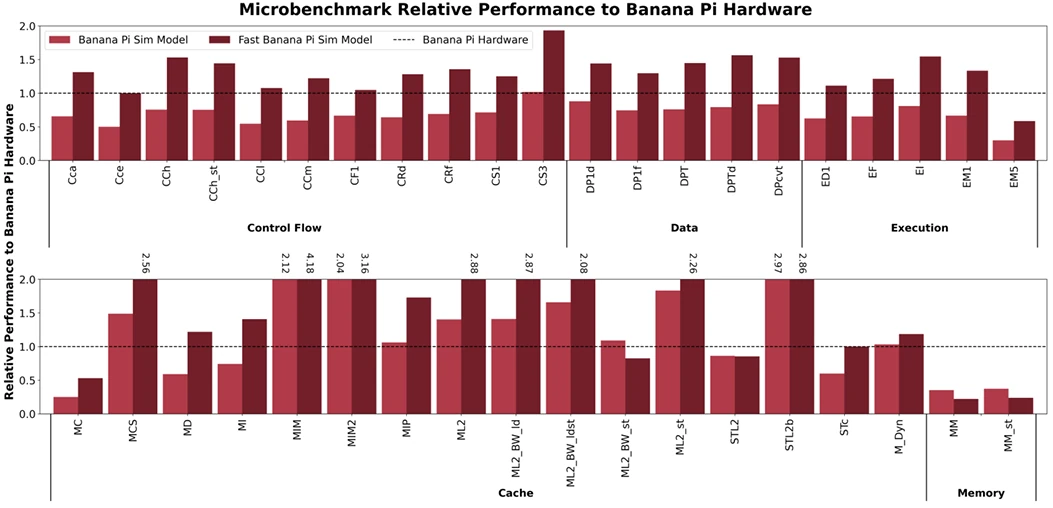 Microbenchmark Relative Performance to Banana Pi Hardware
Relative Performance to Banana Pi Hardware
2.0
1.5
1.0
0.5
0.0
Banana Pi Sim Model
Fast Banana Pi Sim Model
Banana Pi Hardware
Cca
Cce
CCh
CCh_st
CCl
CCm
CF1
CRd
CRf
CS1
CS3
DP1d
DP1f
DPT
DPTd
DPcvt
ED1
EF
EI
EM1
EM5
Control Flow
Data
Execution
2.56
2.12
4.18
2.04
3.16
2.88
2.87
2.08
2.26
2.97
2.86
2.0
1.5
1.0
0.5
0.0
MC
MCS
MD
MI
MIM
MIM2
MIP
ML2
ML2_BW_ld
ML2_BW_ldst
ML2_BW_st
ML2_st
STL2
STL2b
STc
M_Dyn
MM
MM_st
Cache
Memory